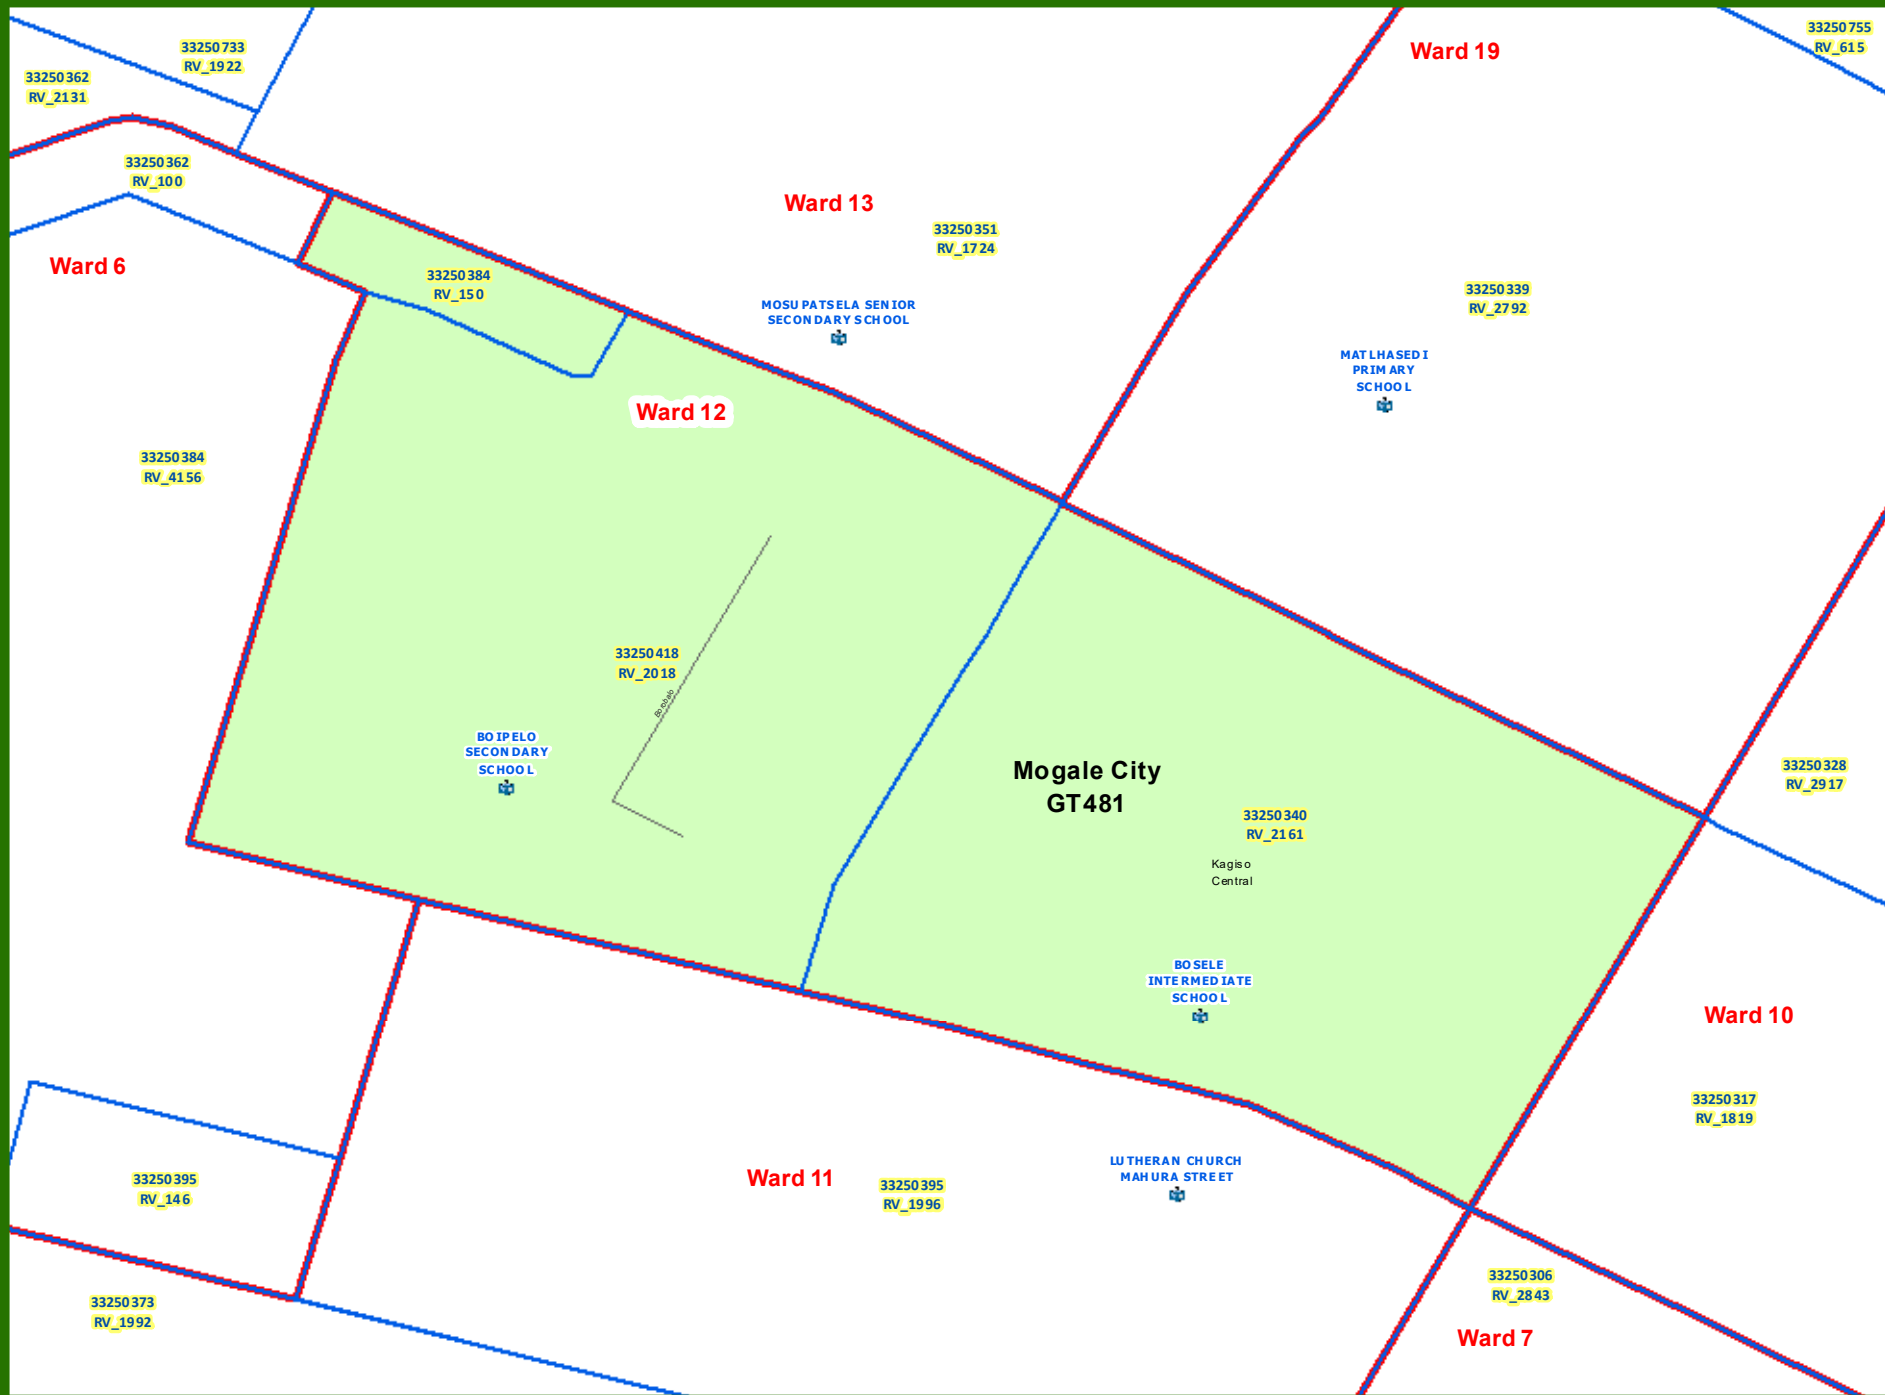 33250733
RV_1922
33250755
RV_615
Ward 19
33250362
RV_2131
33250362
RV_100
Ward 13
33250351
RV_1724
Ward 6
33250384
RV_150
33250339
RV_2792
MOSUPATSELA SENIOR
SECONDARY SCHOOL
MATLHASEDI
PRIMARY
SCHOOL
Ward 12
33250384
RV_4156
33250418
RV_2018
BOIPELO
SECONDARY
SCHOOL
Mogale City
GT481
33250328
RV_2917
33250340
RV_2161
Kagiso
Central
BOSELE
INTERMEDIATE
SCHOOL
Ward 10
33250317
RV_1819
LUTHERAN CHURCH
MAHURA STREET
Ward 11
33250395
RV_1996
33250395
RV_146
33250306
RV_2843
33250373
RV_1992
Ward 7